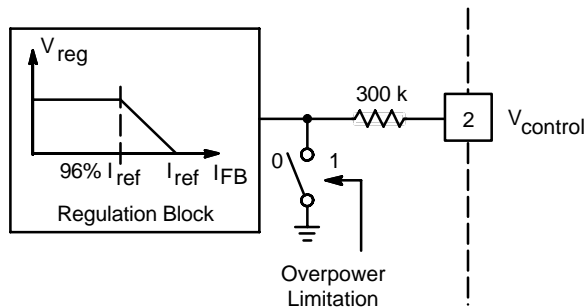 V reg
300 k
2
V control
0
1
96% I ref
I ref
I FB
Regulation Block
Overpower
Limitation